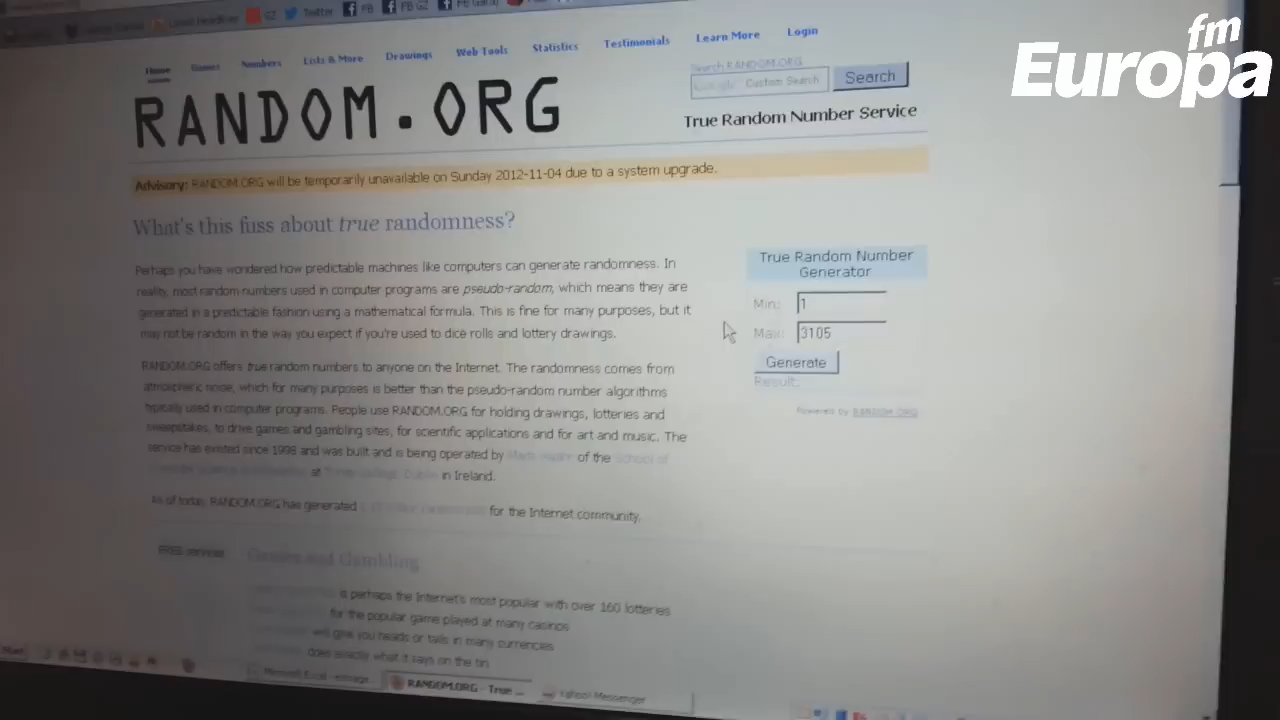 Headlines
GZ
Twitter
FB
FB GZ
Home
Games
Numbers
Lists & More
Drawings
Web Tools
Statistics
Testimonials
Learn More
Login
Search RANDOM.ORG
Custom Search
Search
RANDOM.ORG
True Random Number Service
fm
Europa
Advisory: RANDOM.ORG will be temporarily unavailable on Sunday 2012-11-04 due to a system upgrade.
What's this fuss about true randomness?
Perhaps you have wondered how predictable machines like computers can generate randomness. In
reality, most random numbers used in computer programs are pseudo-random, which means they are
generated in a predictable fashion using a mathematical formula. This is fine for many purposes, but it
may not be random in the way you expect if you're used to dice rolls and lottery drawings.
RANDOM.ORG offers true random numbers to anyone on the Internet. The randomness comes from
atmospheric noise, which for many purposes is better than the pseudo-random number algorithms
typically used in computer programs. People use RANDOM.ORG for holding drawings, lotteries and
sweepstakes, to drive games and gambling sites, for scientific applications and for art and music. The
service has existed since 1998 and was built and is being operated by of the School of
at in Ireland.
As of today, RANDOM.ORG has generated for the Internet community.
True Random Number
Generator
Min: 1
Max: 3105
Generate
Result:
Powered by RANDOM.ORG
FREE services
Games and Gambling
is perhaps the Internet's most popular with over 160 lotteries
for the popular game played at many casinos
will give you heads or tails in many currencies
does exactly what it says on the tin
Start
Microsoft Excel
RANDOM.ORG - True ...
Yahoo! Messenger